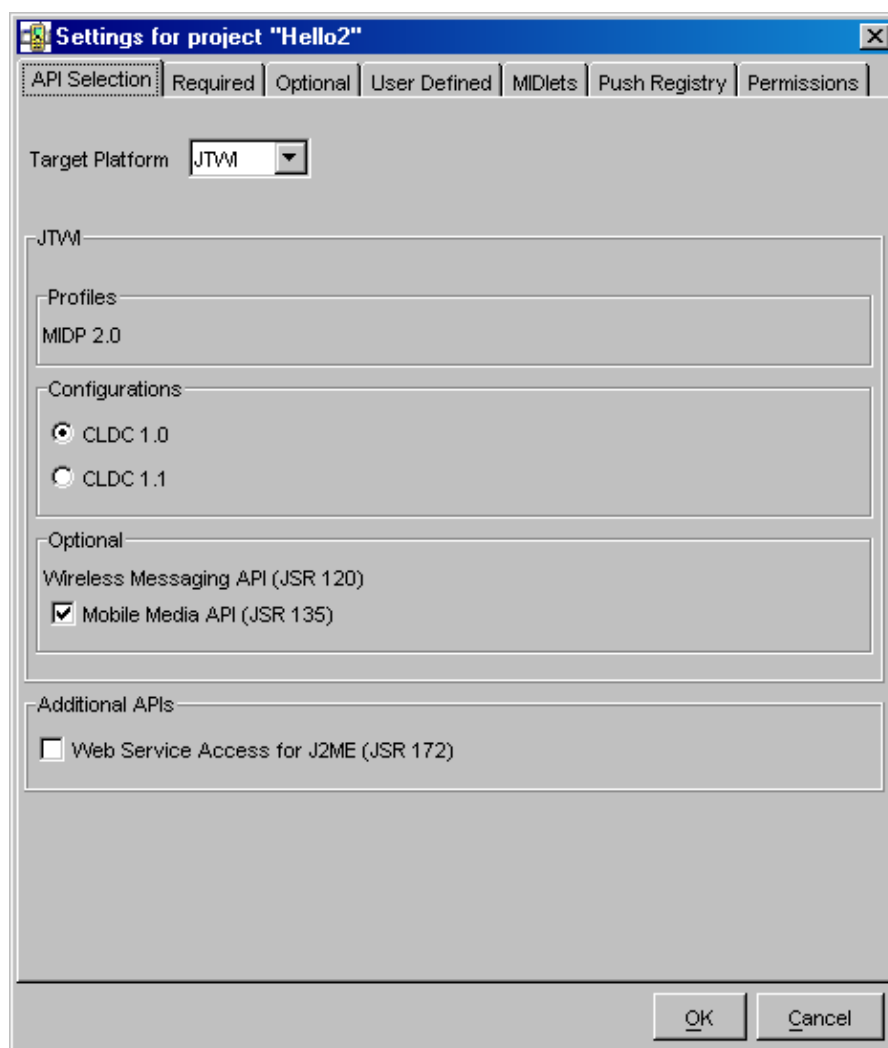 Settings for project "Hello2"
API Selection Required Optional User Defined MIDlets Push Registry Permissions
Target Platform JTWI
JTWI
Profiles
MIDP 2.0
Configurations
CLDC 1.0
CLDC 1.1
Optional
Wireless Messaging API (JSR 120)
Mobile Media API (JSR 135)
Additional APIs
Web Service Access for J2ME (JSR 172)
OK Cancel